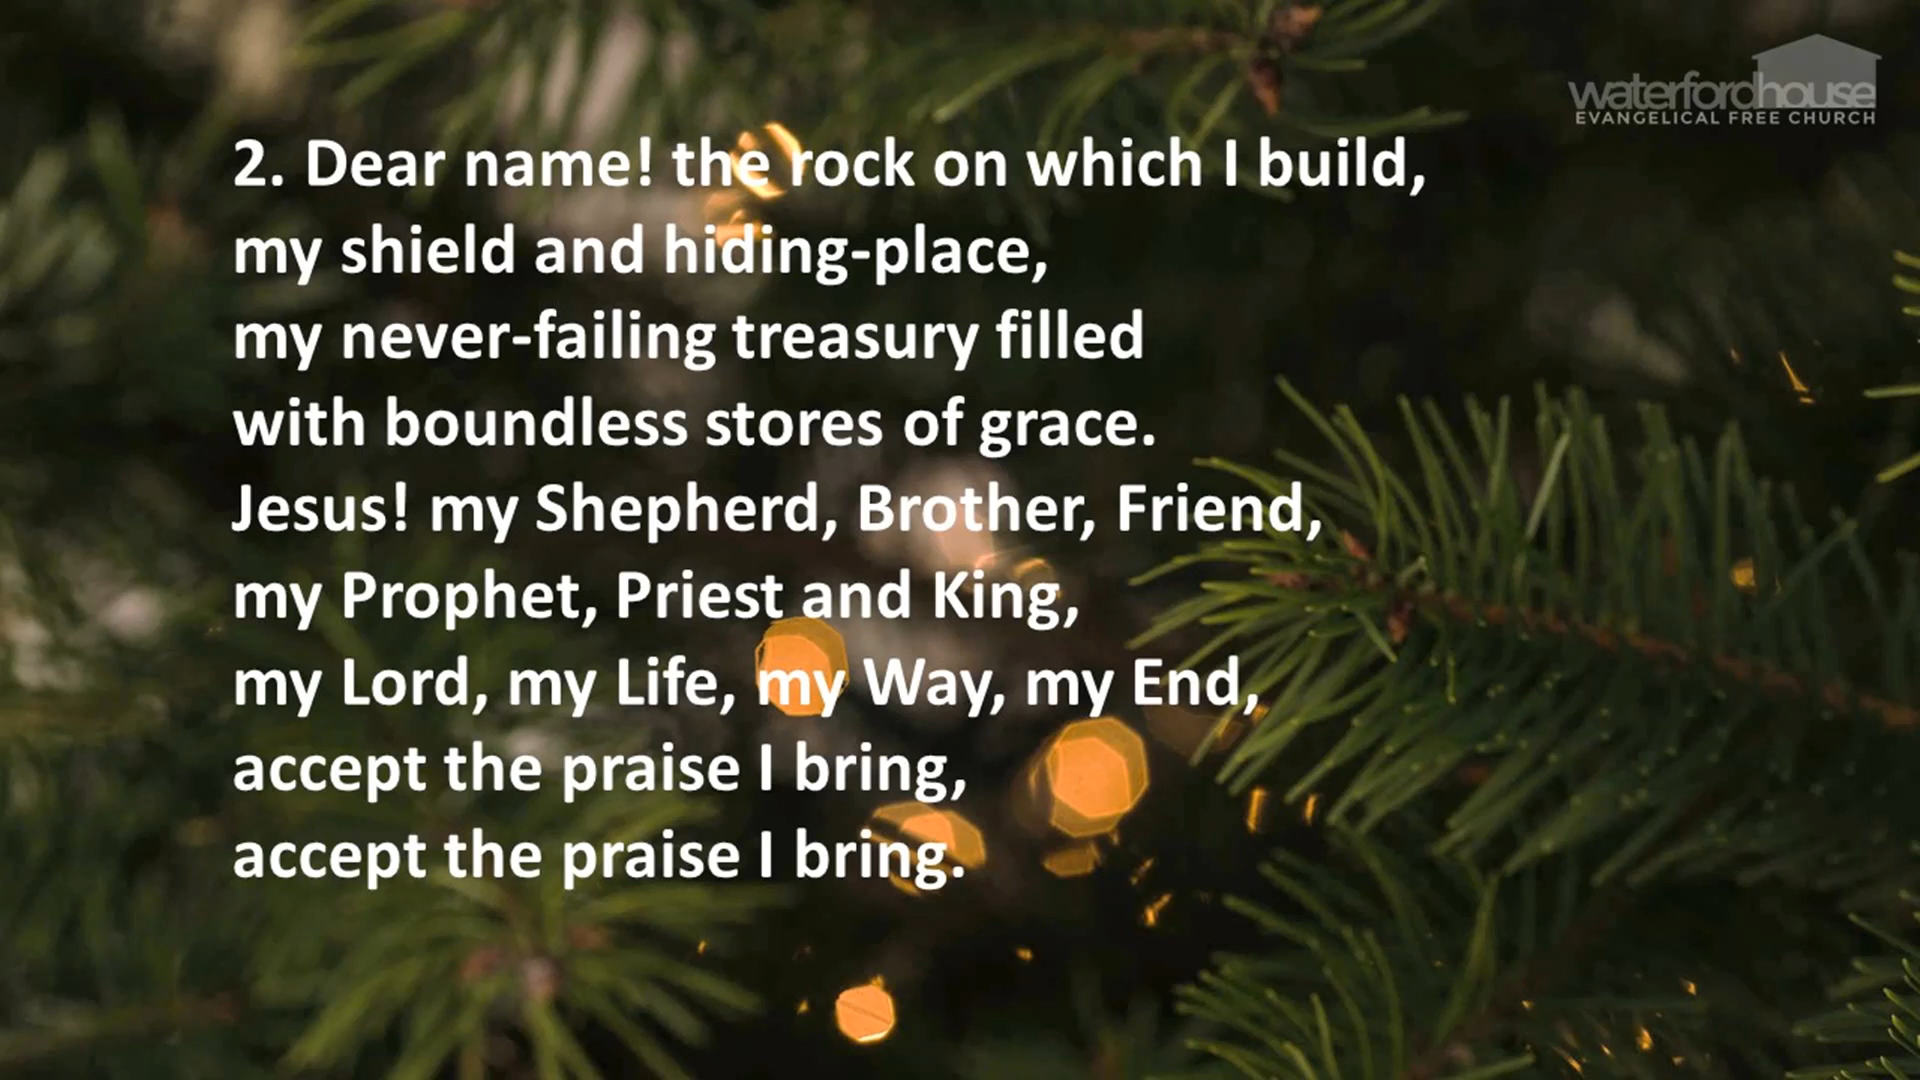 waterfordhouse
EVANGELICAL FREE CHURCH
2. Dear name! the rock on which I build,
my shield and hiding-place,
my never-failing treasury filled
with boundless stores of grace.
Jesus! my Shepherd, Brother, Friend,
my Prophet, Priest and King,
my Lord, my Life, my Way, my End,
accept the praise I bring,
accept the praise I bring.